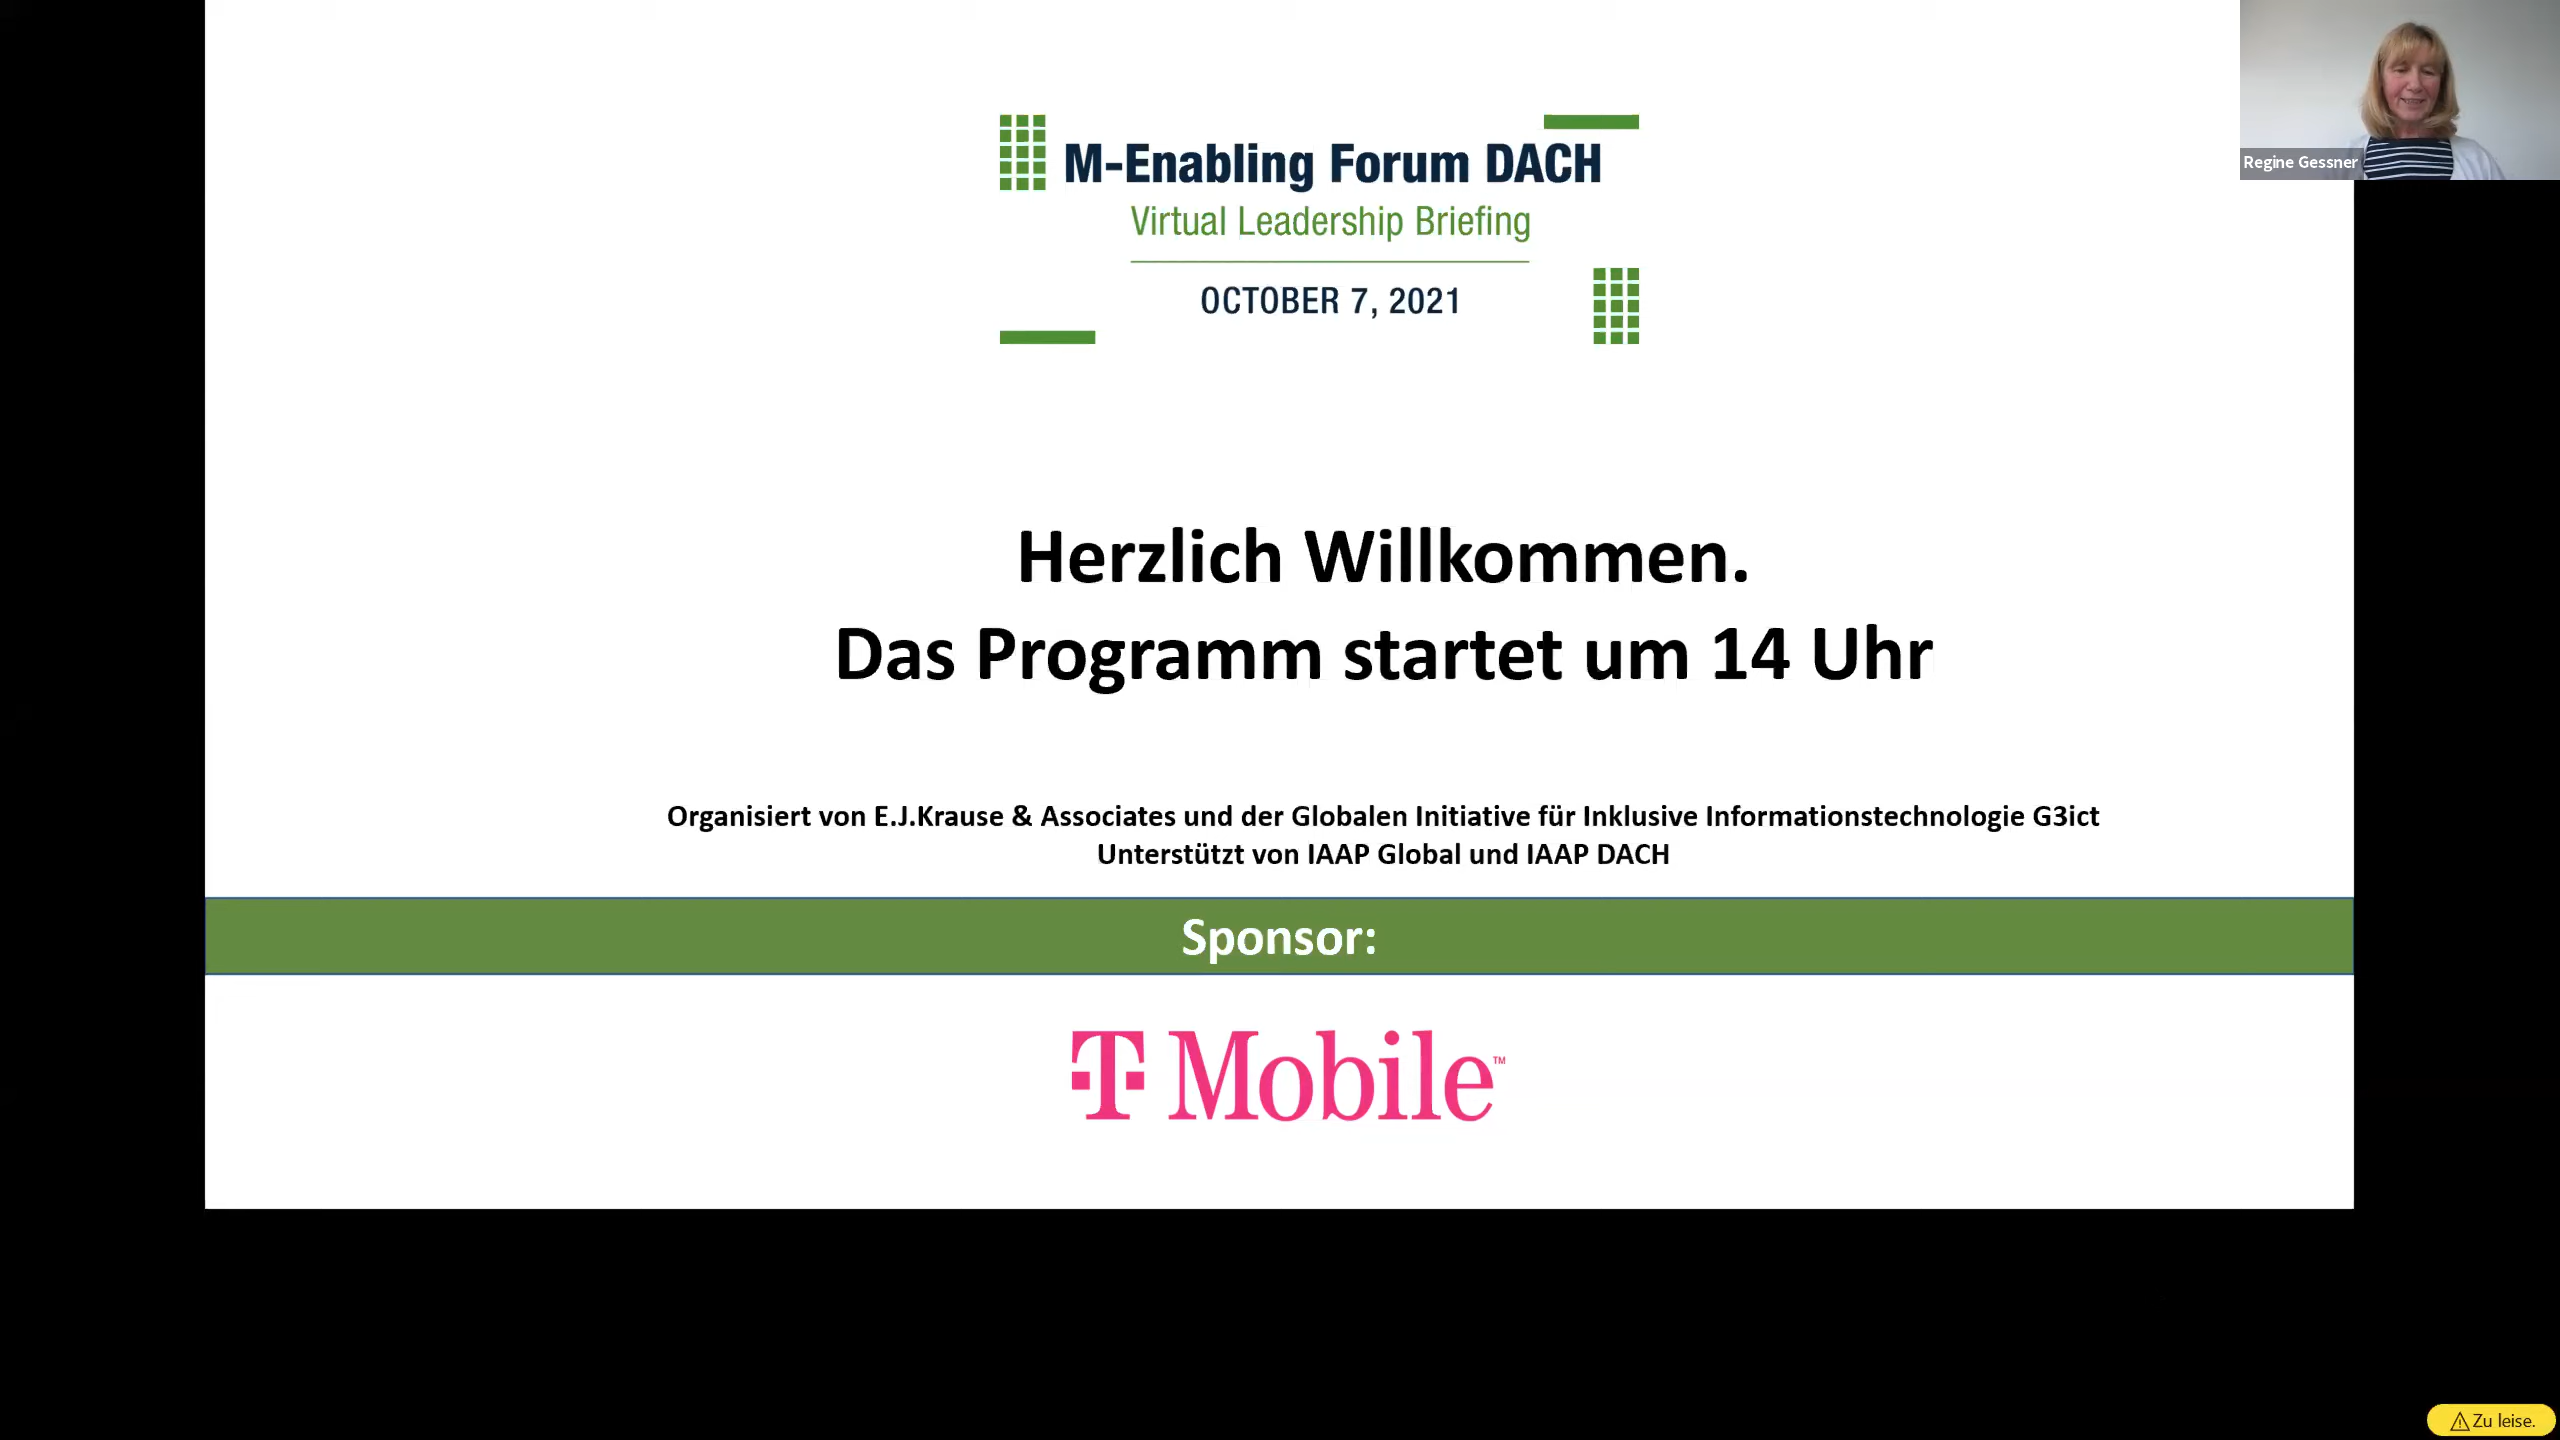 M-Enabling Forum DACH
Virtual Leadership Briefing
OCTOBER 7, 2021
Regine Gessner
Herzlich Willkommen.
Das Programm startet um 14 Uhr
Organisiert von E.J.Krause & Associates und der Globalen Initiative für Inklusive Informationstechnologie G3ict
Unterstützt von IAAP Global und IAAP DACH
Sponsor:
T Mobile™
Zu leise.